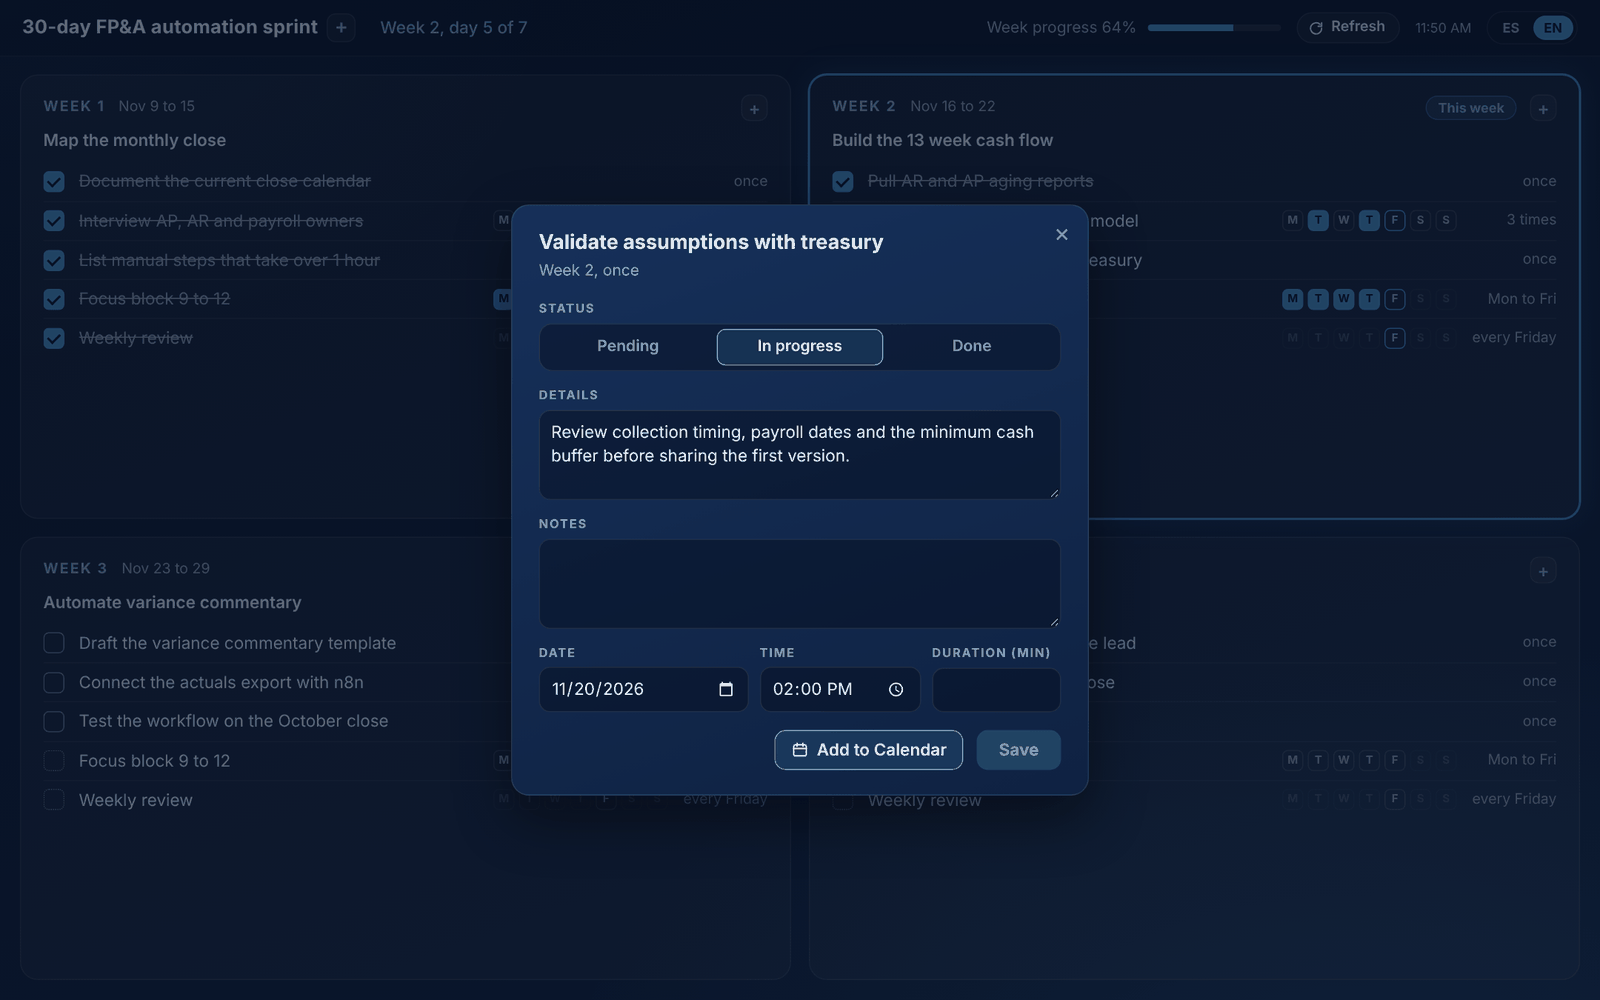 30-day FP&A automation sprint + Week 2, day 5 of 7 Week progress 64% Refresh 11:50 AM ES EN
WEEK 1 Nov 9 to 15 +
Map the monthly close
Document the current close calendar once
Interview AP, AR and payroll owners M
List manual steps that take over 1 hour
Focus block 9 to 12 M
Weekly review M
WEEK 2 Nov 16 to 22 This week +
Build the 13 week cash flow
Pull AR and AP aging reports once
model M T W T F S S 3 times
easury once
M T W T F S S Mon to Fri
M T W T F S S every Friday
Validate assumptions with treasury
Week 2, once
STATUS
Pending In progress Done
DETAILS
Review collection timing, payroll dates and the minimum cash
buffer before sharing the first version.
NOTES
DATE TIME DURATION (MIN)
11/20/2026 02:00 PM
Add to Calendar Save
WEEK 3 Nov 23 to 29
Automate variance commentary
Draft the variance commentary template
Connect the actuals export with n8n
Test the workflow on the October close
Focus block 9 to 12 M
Weekly review M T W T F S S every Friday
+
e lead once
ose once
once
M T W T F S S Mon to Fri
Weekly review M T W T F S S every Friday